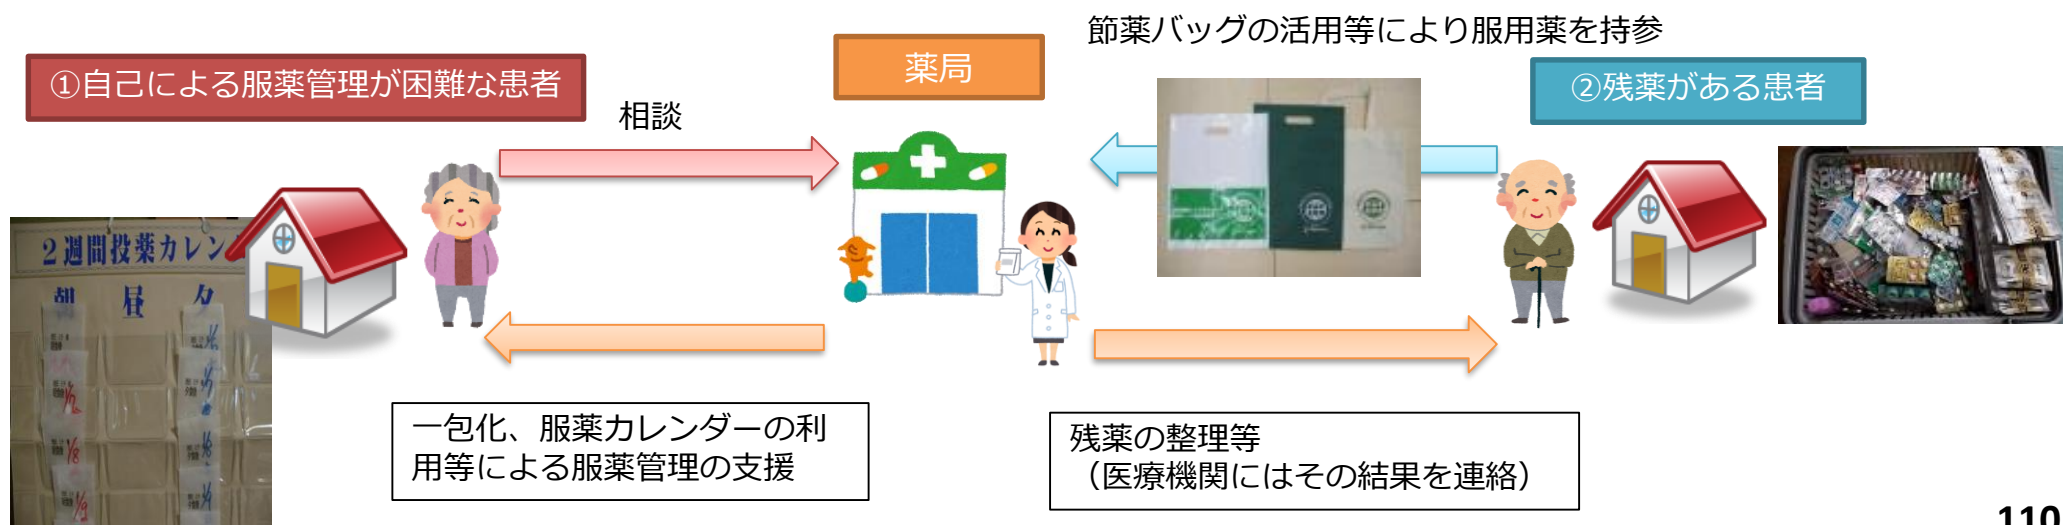 節薬バッグの活用等により服用薬を持参
①自己による服薬管理が困難な患者
薬局
②残薬がある患者
相談
2週間投薬カレン
朝 昼 夕
一包化、服薬カレンダーの利
用等による服薬管理の支援
残薬の整理等
（医療機関にはその結果を連絡）
110